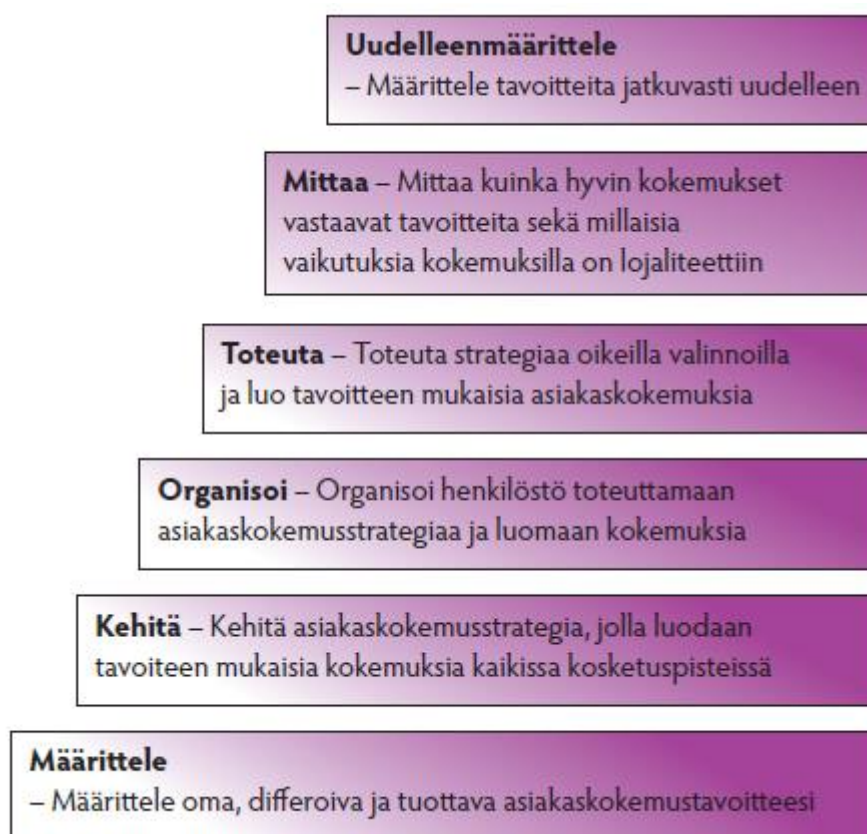 Uudelleenmäärittele
– Määrittele tavoitteita jatkuvasti uudelleen
Mittaa – Mittaa kuinka hyvin kokemukset
vastaavat tavoitteita sekä millaisia
vaikutuksia kokemuksilla on lojaliteettiin
Toteuta – Toteuta strategiaa oikeilla valinnoilla
ja luo tavoitteen mukaisia asiakaskokemuksia
Organisoi – Organisoi henkilöstö toteuttamaan
asiakaskokemusstrategiaa ja luomaan kokemuksia
Kehitä – Kehitä asiakaskokemusstrategia, jolla luodaan
tavoiteen mukaisia kokemuksia kaikissa kosketuspisteissä
Määrittele
– Määrittele oma, differoiva ja tuottava asiakaskokemustavoitteesi